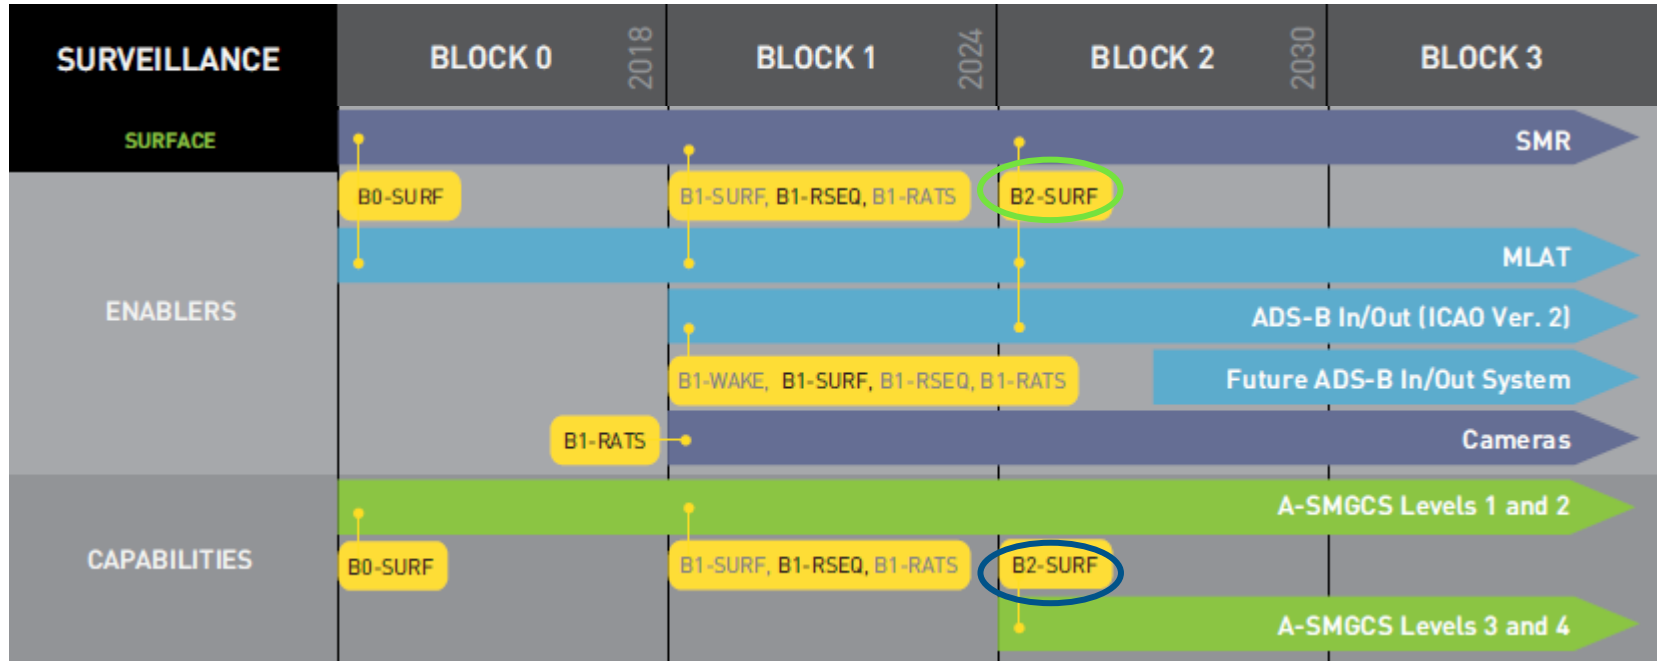 SURVEILLANCE
BLOCK 0
2018
BLOCK 1
2024
BLOCK 2
2030
BLOCK 3
SURFACE
SMR
B0-SURF
B1-SURF, B1-RSEQ, B1-RATS
B2-SURF
MLAT
ENABLERS
ADS-B In/Out (ICAO Ver. 2)
B1-WAKE, B1-SURF, B1-RSEQ, B1-RATS
Future ADS-B In/Out System
B1-RATS
Cameras
A-SMGCS Levels 1 and 2
CAPABILITIES
B0-SURF
B1-SURF, B1-RSEQ, B1-RATS
B2-SURF
A-SMGCS Levels 3 and 4